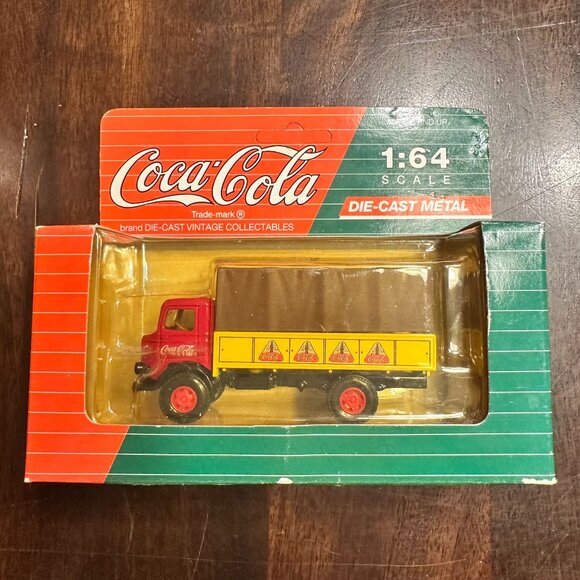 Coca-Cola
Trade-mark ®
brand DIE-CAST VINTAGE COLLECTABLES
1:64
SCALE
DIE-CAST METAL
Coca-Cola